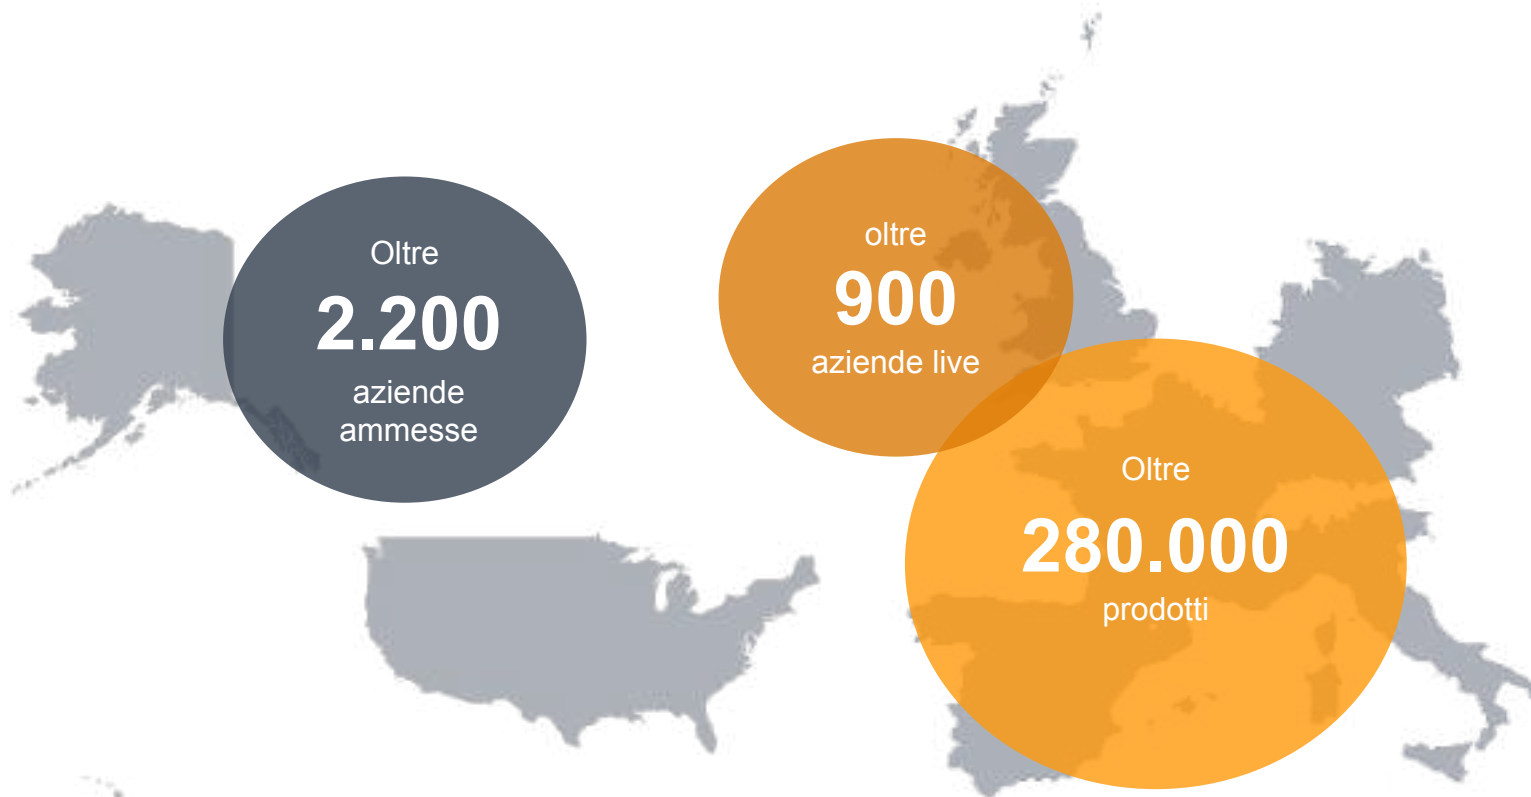 Oltre
2.200
aziende
ammesse
oltre
900
aziende live
Oltre
280.000
prodotti